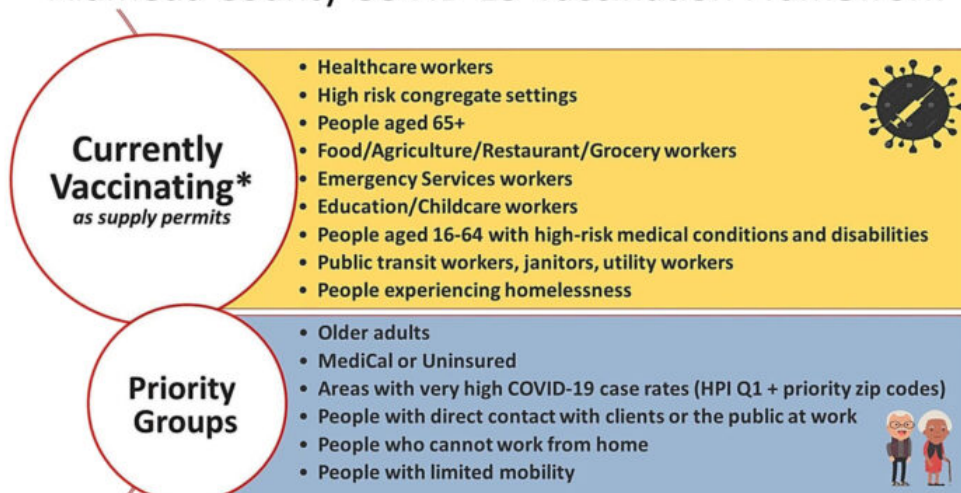 Currently
Vaccinating*
as supply permits
• Healthcare workers
• High risk congregate settings
• People aged 65+
• Food/Agriculture/Restaurant/Grocery workers
• Emergency Services workers
• Education/Childcare workers
• People aged 16-64 with high-risk medical conditions and disabilities
• Public transit workers, janitors, utility workers
• People experiencing homelessness
Priority
Groups
• Older adults
• MediCal or Uninsured
• Areas with very high COVID-19 case rates (HPI Q1 + priority zip codes)
• People with direct contact with clients or the public at work
• People who cannot work from home
• People with limited mobility